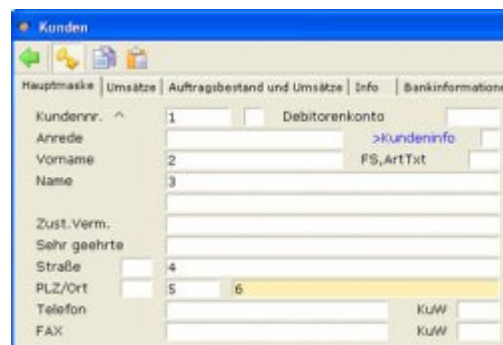 Kunden
Hauptmaske Umsätze Auftragsbestand und Umsätze Info Bankinformatione
Kundennr. ^ 1 Debitorenkonto
Anrede >Kundeninfo
Vorname 2 FS,ArtTxt
Name 3
Zust.Verm.
Sehr geehrte
Straße 4
PLZ/Ort 5 6
Telefon KuW
FAX KuW